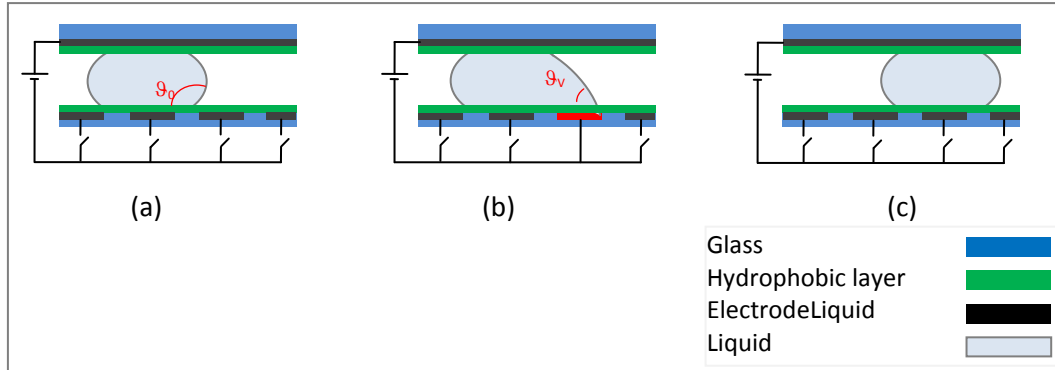 ϑ₀
ϑᵥ
(a)
(b)
(c)
Glass
Hydrophobic layer
ElectrodeLiquid
Liquid